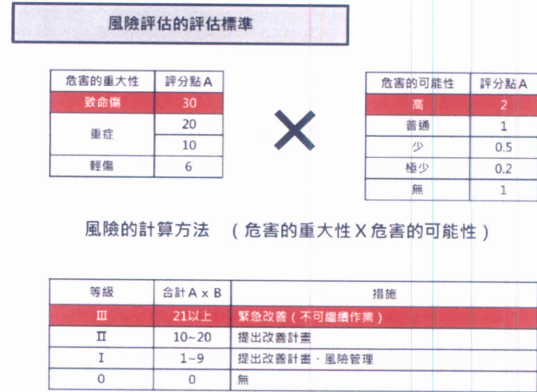 風險評估的評估標準
危害的重大性 評分點A
致命傷 30
重症 20
10
輕傷 6
×
危害的可能性 評分點A
高 2
普通 1
少 0.5
極少 0.2
無 1
風險的計算方法 (危害的重大性X危害的可能性)
等級 合計A x B 措施
III 21以上 緊急改善(不可繼續作業)
II 10~20 提出改善計畫
I 1~9 提出改善計畫、風險管理
0 0 無